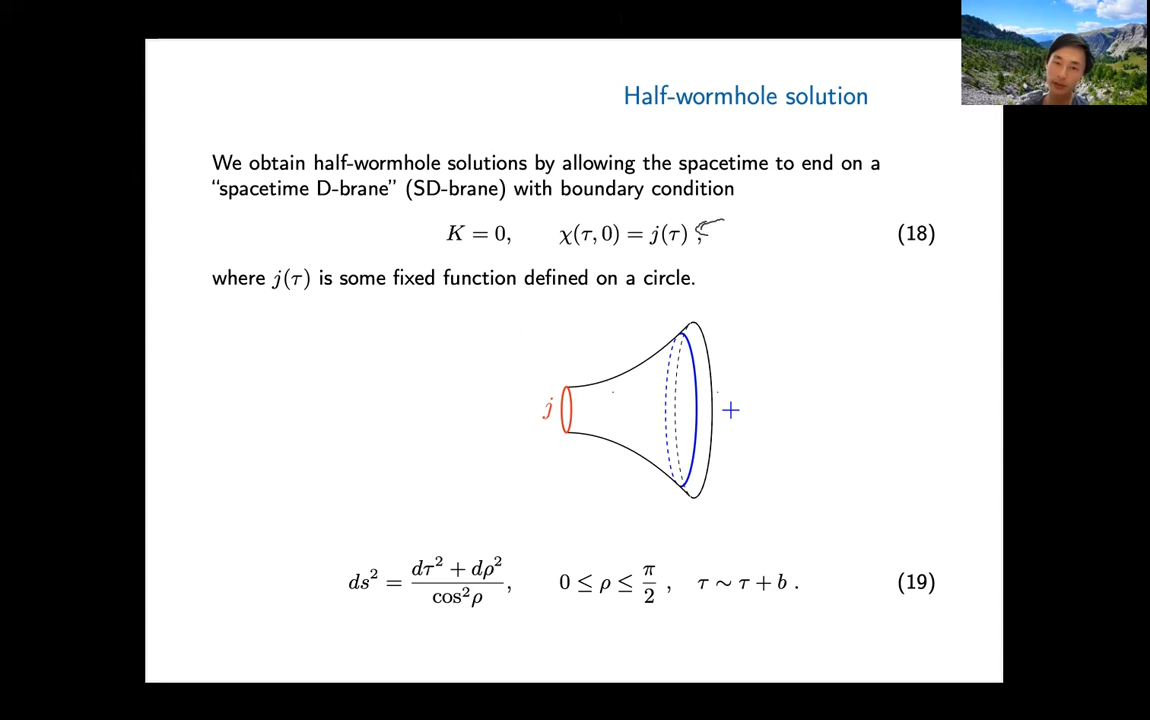 Half-wormhole solution
We obtain half-wormhole solutions by allowing the spacetime to end on a
“spacetime D-brane” (SD-brane) with boundary condition
K = 0, χ(τ, 0) = j(τ) , (18)
where j(τ) is some fixed function defined on a circle.
j +
ds² = (dτ² + dρ²) / cos²ρ , 0 ≤ ρ ≤ π/2 , τ ∼ τ + b . (19)